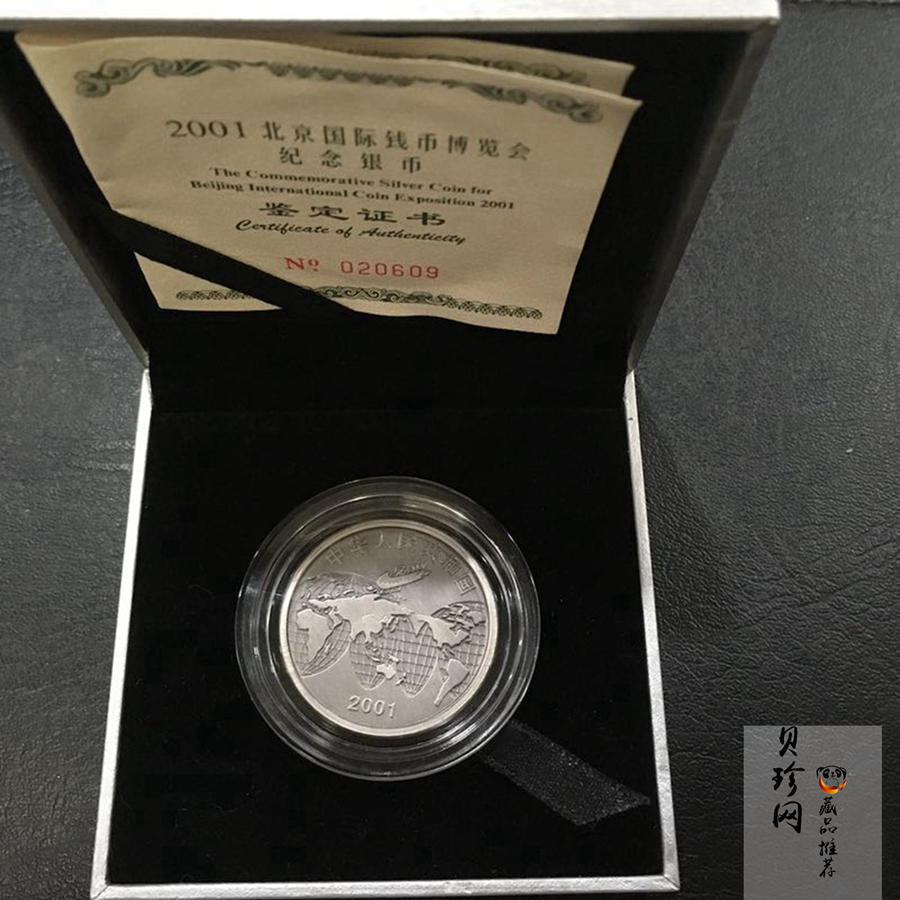 2001 北京国际钱币博览会
纪念银币
The Commemorative Silver Coin for
Beijing International Coin Exposition 2001
鉴定证书
Certificate of Authenticity
Nº 020609
中华人民共和国
2001
贝珍网
藏品推荐